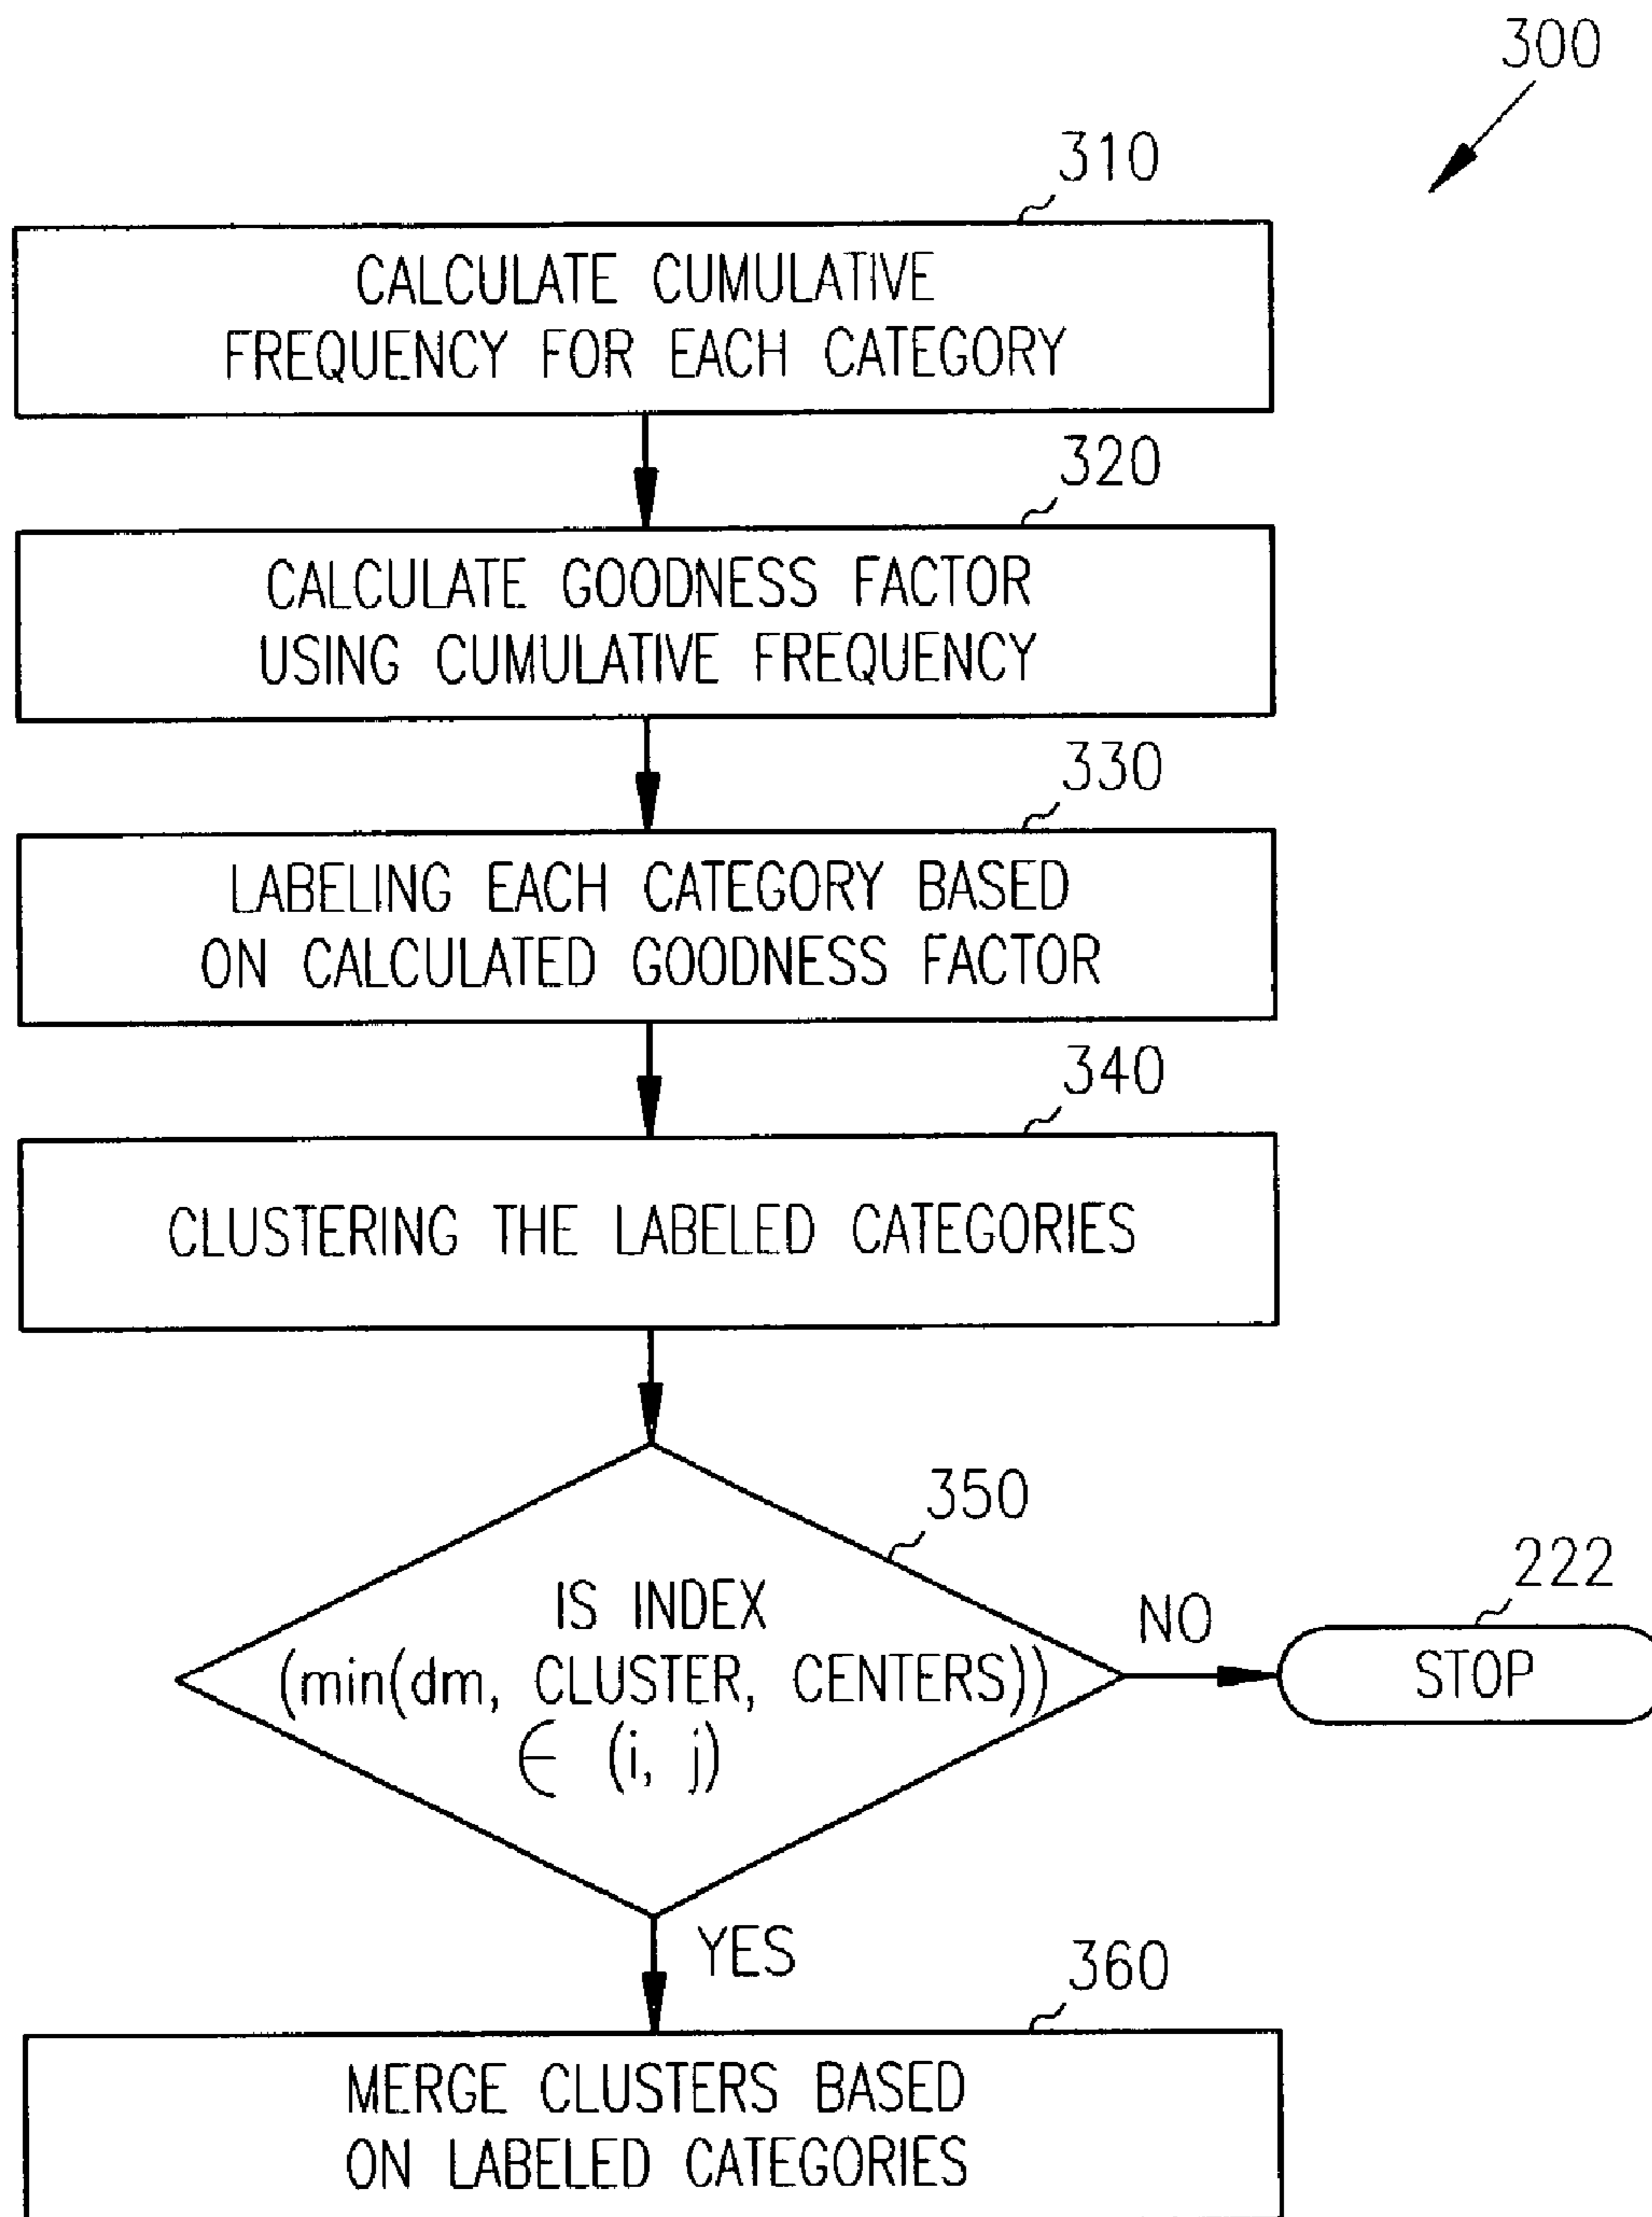 300
310
CALCULATE CUMULATIVE
FREQUENCY FOR EACH CATEGORY
320
CALCULATE GOODNESS FACTOR
USING CUMULATIVE FREQUENCY
330
LABELING EACH CATEGORY BASED
ON CALCULATED GOODNESS FACTOR
340
CLUSTERING THE LABELED CATEGORIES
350
IS INDEX
(min(dm, CLUSTER, CENTERS))
∈ (i, j)
NO
222
STOP
YES
360
MERGE CLUSTERS BASED
ON LABELED CATEGORIES